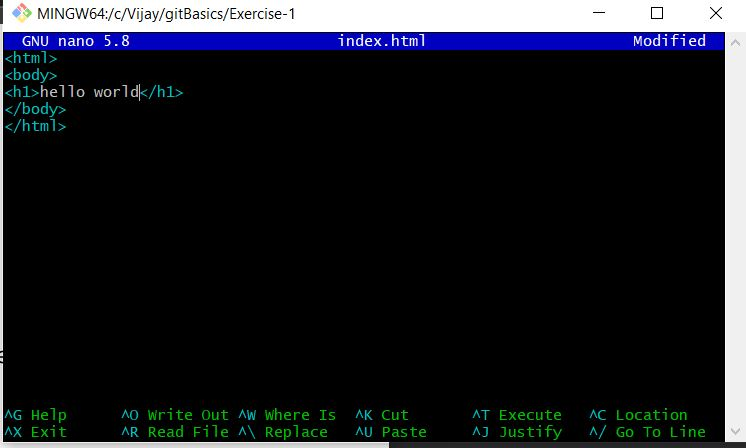 MINGW64:/c/Vijay/gitBasics/Exercise-1
GNU nano 5.8 index.html Modified
<html>
<body>
<h1>hello world</h1>
</body>
</html>
^G Help ^O Write Out ^W Where Is ^K Cut ^T Execute ^C Location
^X Exit ^R Read File ^\ Replace ^U Paste ^J Justify ^/ Go To Line